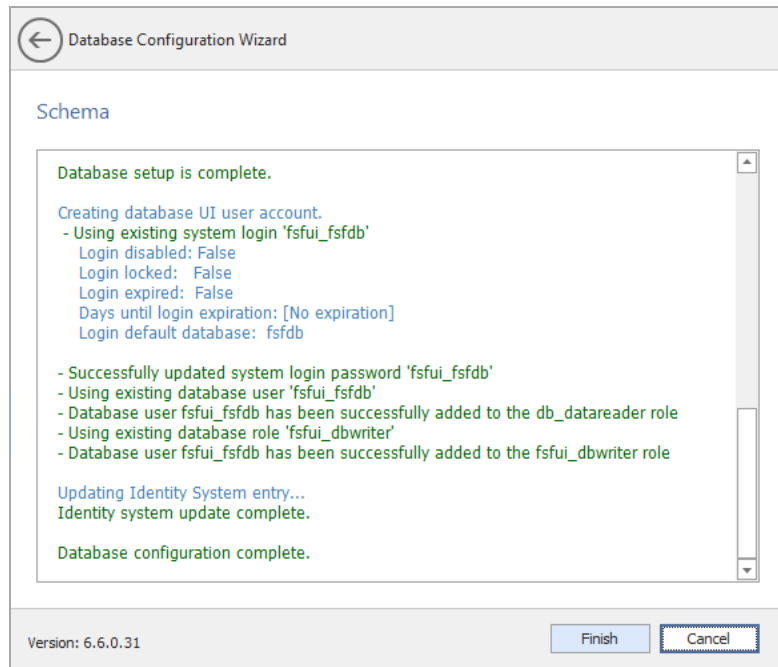 Database Configuration Wizard
Schema
Database setup is complete.
Creating database UI user account.
- Using existing system login 'fsfui_fsfdb'
Login disabled: False
Login locked: False
Login expired: False
Days until login expiration: [No expiration]
Login default database: fsfdb
- Successfully updated system login password 'fsfui_fsfdb'
- Using existing database user 'fsfui_fsfdb'
- Database user fsfui_fsfdb has been successfully added to the db_datareader role
- Using existing database role 'fsfui_dbwriter'
- Database user fsfui_fsfdb has been successfully added to the fsfui_dbwriter role
Updating Identity System entry...
Identity system update complete.
Database configuration complete.
Version: 6.6.0.31
Finish
Cancel